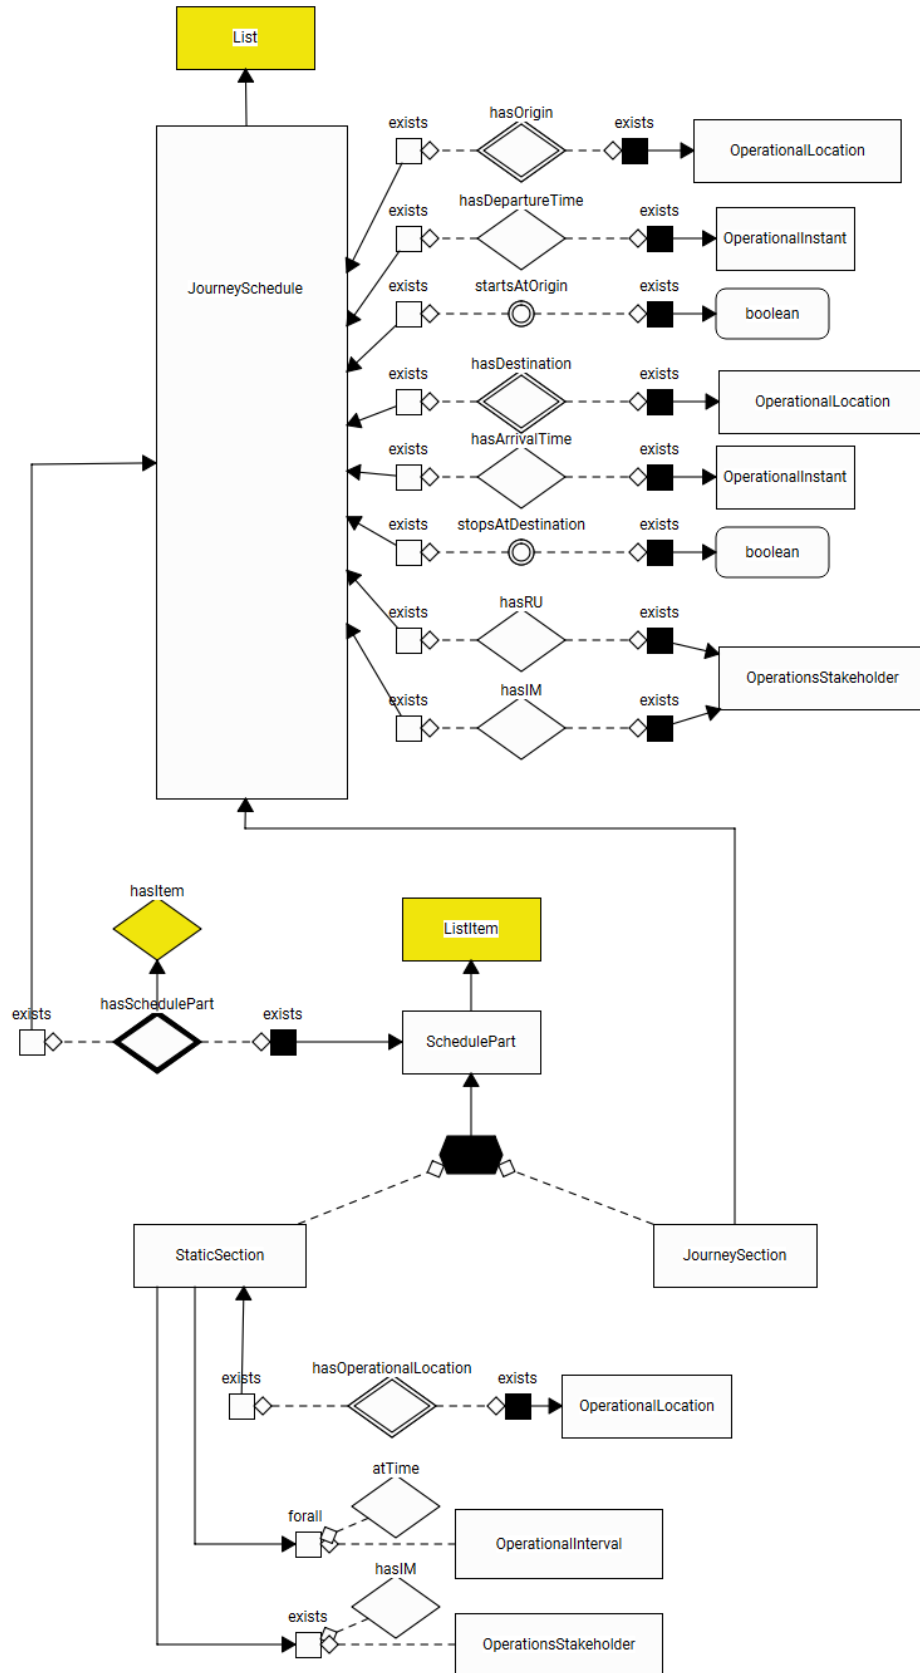 List
hasOrigin
exists
exists
OperationalLocation
hasDepartureTime
exists
exists
OperationalInstant
JourneySchedule
startsAtOrigin
exists
exists
boolean
hasDestination
exists
exists
OperationalLocation
hasArrivalTime
exists
exists
OperationalInstant
stopsAtDestination
exists
exists
boolean
hasRU
exists
exists
OperationsStakeholder
hasIM
exists
exists
hasItem
ListItem
hasSchedulePart
exists
exists
SchedulePart
StaticSection
JourneySection
hasOperationalLocation
exists
exists
OperationalLocation
atTime
forall
OperationalInterval
hasIM
exists
OperationsStakeholder